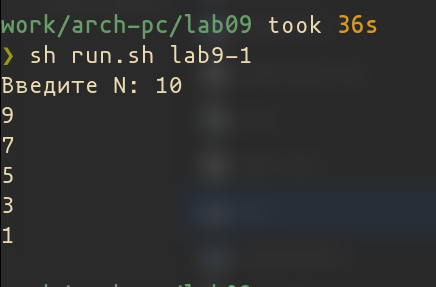 work/arch-pc/lab09 took 36s
❯ sh run.sh lab9-1
Введите N: 10
9
7
5
3
1